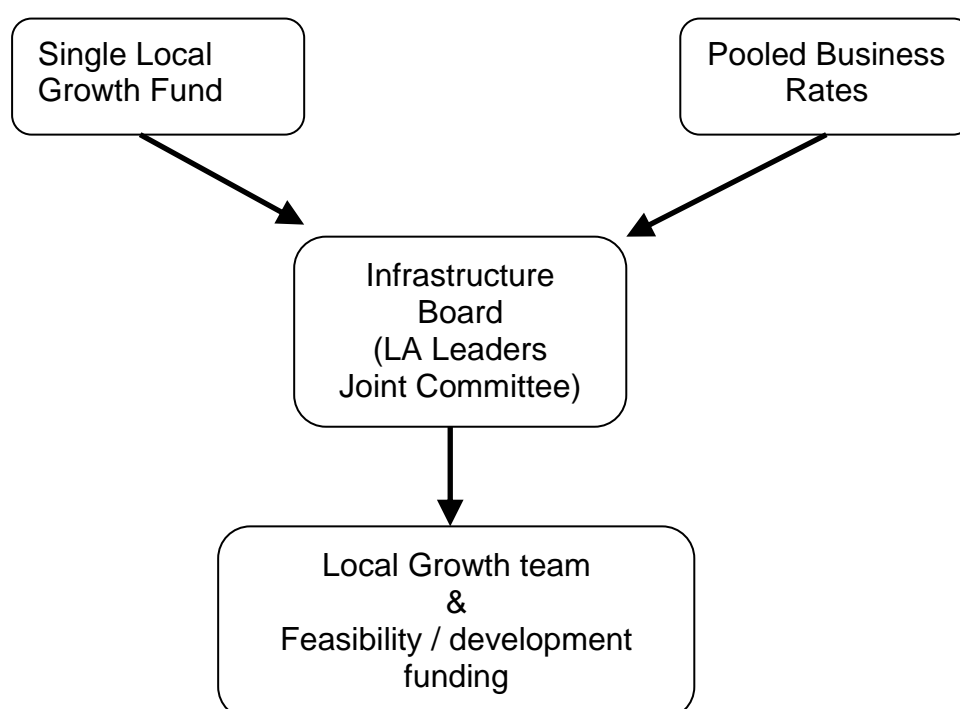 Single Local
Growth Fund
Pooled Business
Rates
Infrastructure
Board
(LA Leaders
Joint Committee)
Local Growth team
&
Feasibility / development
funding